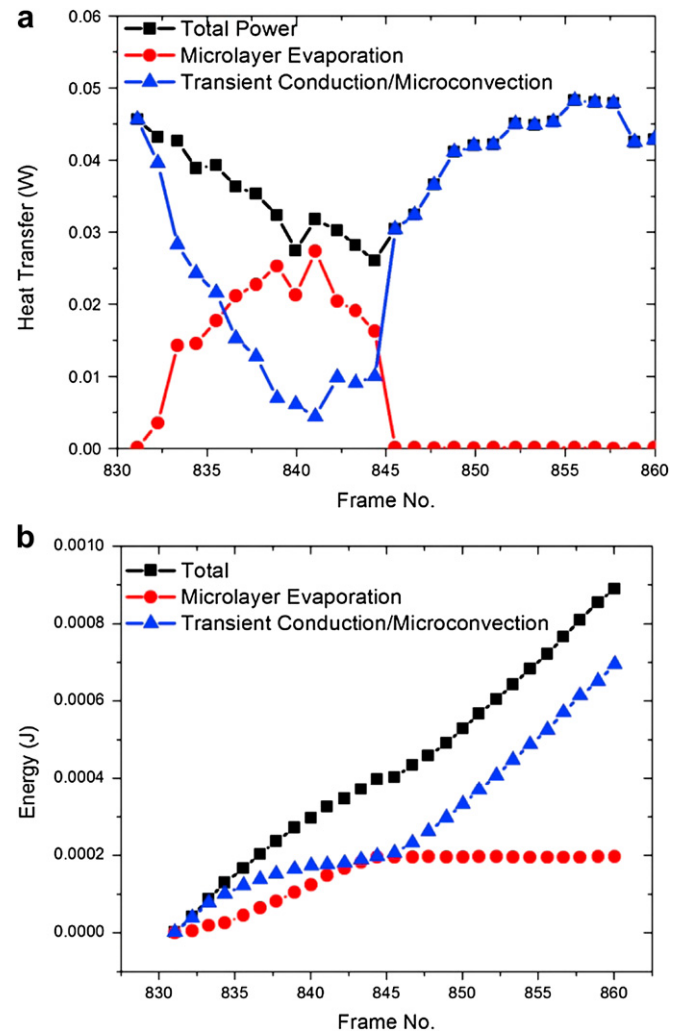 a
0.06
0.05
0.04
0.03
0.02
0.01
0.00
Heat Transfer (W)
Total Power
Microlayer Evaporation
Transient Conduction/Microconvection
830 835 840 845 850 855 860
Frame No.
b
0.0010
0.0008
0.0006
0.0004
0.0002
0.0000
Energy (J)
Total
Microlayer Evaporation
Transient Conduction/Microconvection
830 835 840 845 850 855 860
Frame No.